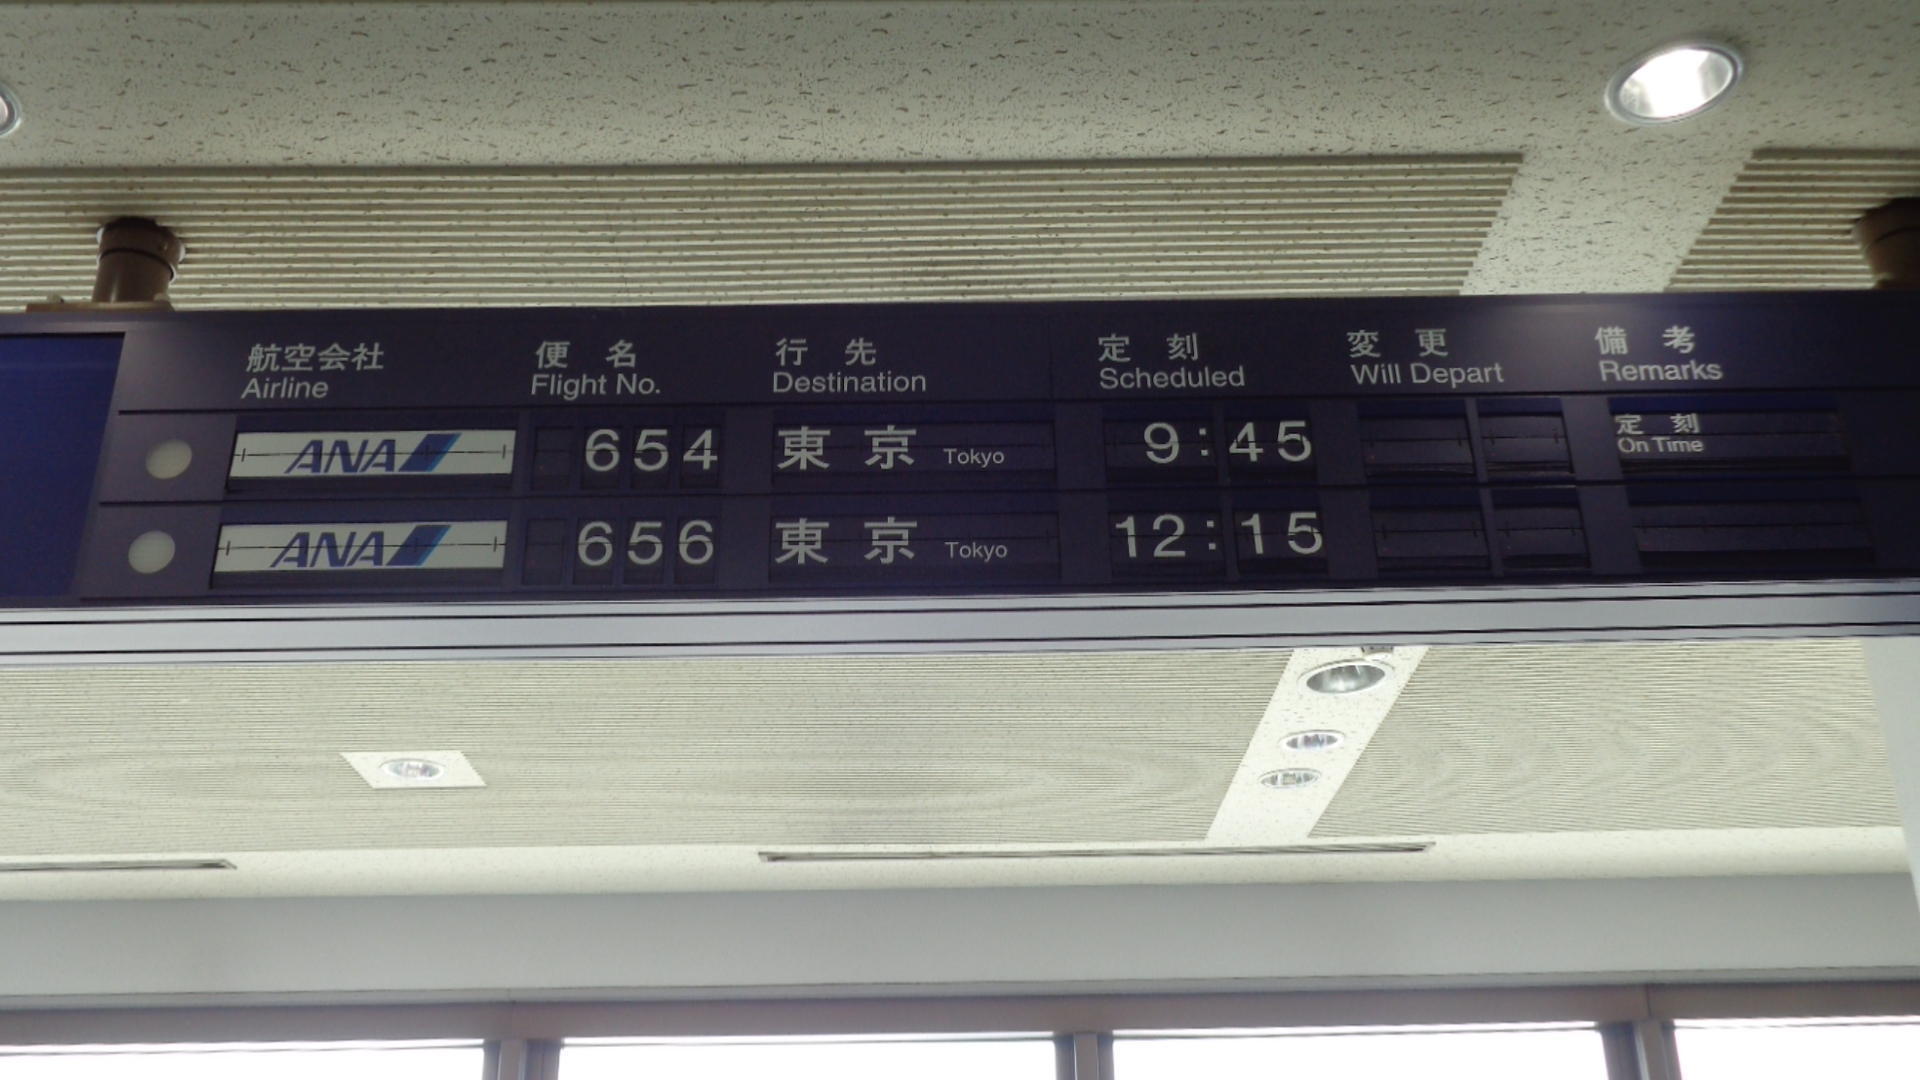 航空会社 便名 行先 定刻 変更 備考
Airline Flight No. Destination Scheduled Will Depart Remarks
ANA 654 東京 Tokyo 9:45 定刻 On Time
ANA 656 東京 Tokyo 12:15